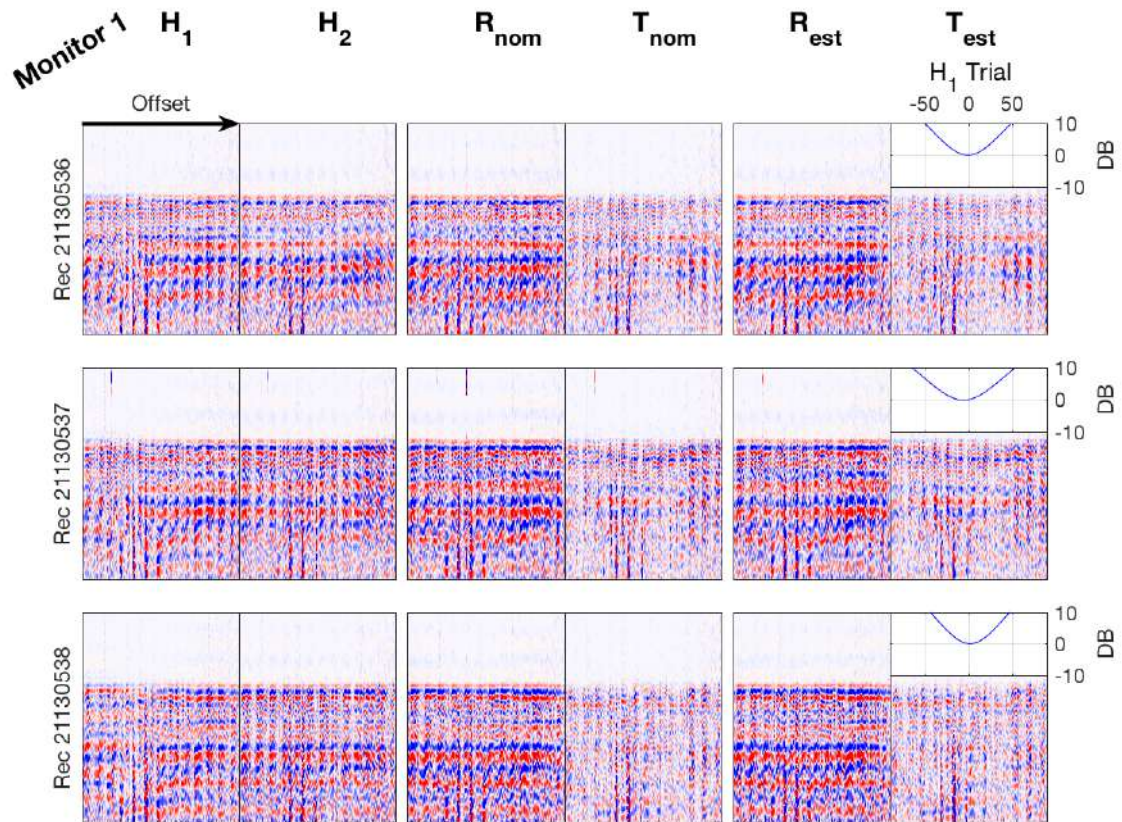 Monitor 1 H₁ H₂ Rₙₒₘ Tₙₒₘ Rₑₛₜ Tₑₛₜ
H₁ Trial
Offset -50 0 50
Rec 21130536 10 0 -10 DB
Rec 21130537 10 0 -10 DB
Rec 21130538 10 0 -10 DB